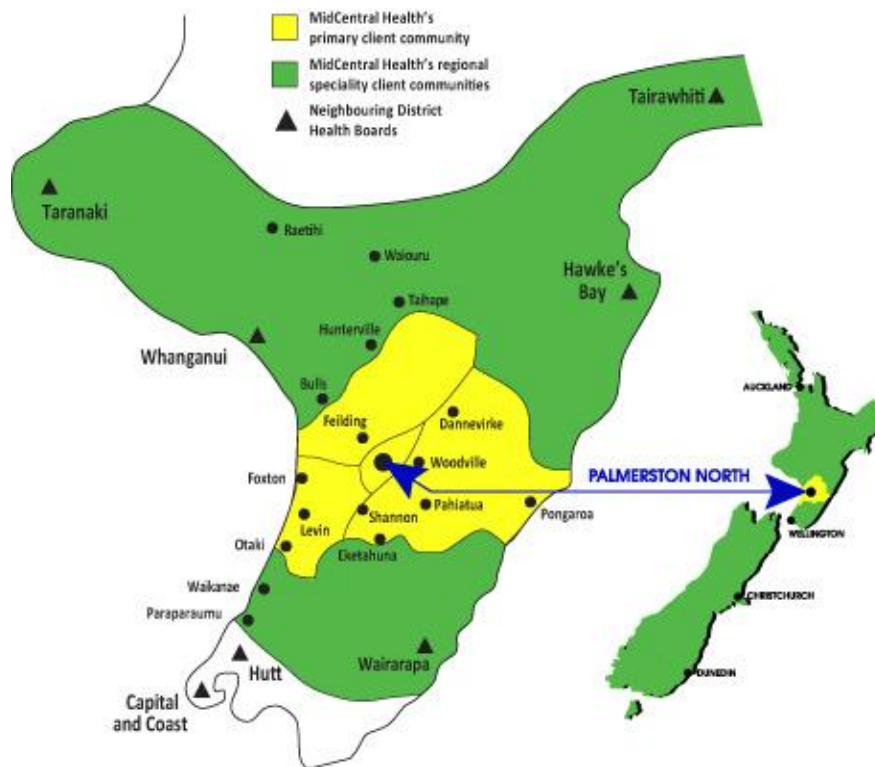 MidCentral Health's
primary client community
MidCentral Health's regional
speciality client communities
Neighbouring District
Health Boards
Tairawhiti
Taranaki
Raetihi
Waiouru
Hawke's
Bay
Taihape
Hunterville
Whanganui
Bulls
AUCKLAND
Feilding
Dannevirke
Woodville
PALMERSTON NORTH
Foxton
Pahiatua
Pongaroa
Shannon
Levin
WELLINGTON
Otaki
Eketahuna
Waikanae
CHRISTCHURCH
Paraparaumu
Wairarapa
Hutt
DUNEDIN
Capital
and Coast